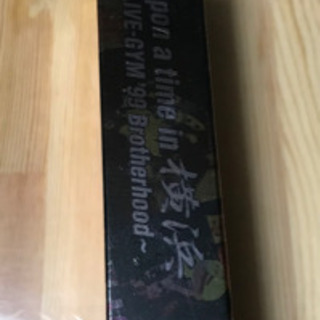 pon a time in 横浜
IVE-GYM '99 Brotherhood~